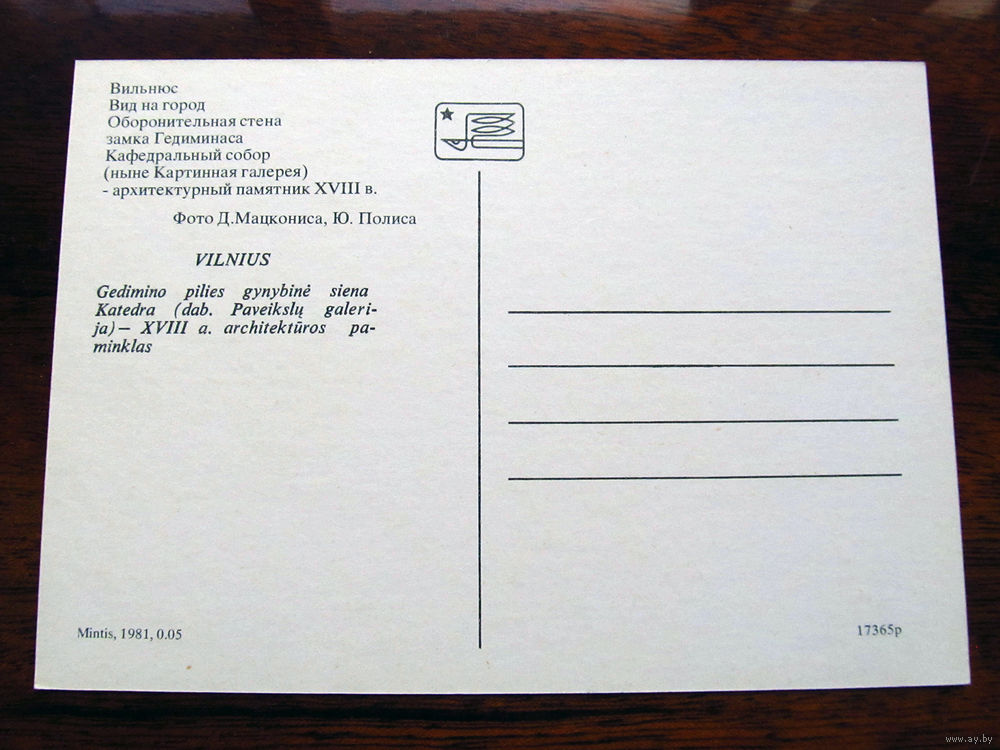 Вильнюс
Вид на город
Оборонительная стена
замка Гедиминаса
Кафедральный собор
(ныне Картинная галерея)
- архитектурный памятник XVIII в.
Фото Д.Мацкониса, Ю. Полиса
VILNIUS
Gedimino pilies gynybinė siena
Katedra (dab. Paveikslų galeri-
ja) — XVIII a. architektūros pa-
minklas
Mintis, 1981, 0.05
17365р
www.ay.by